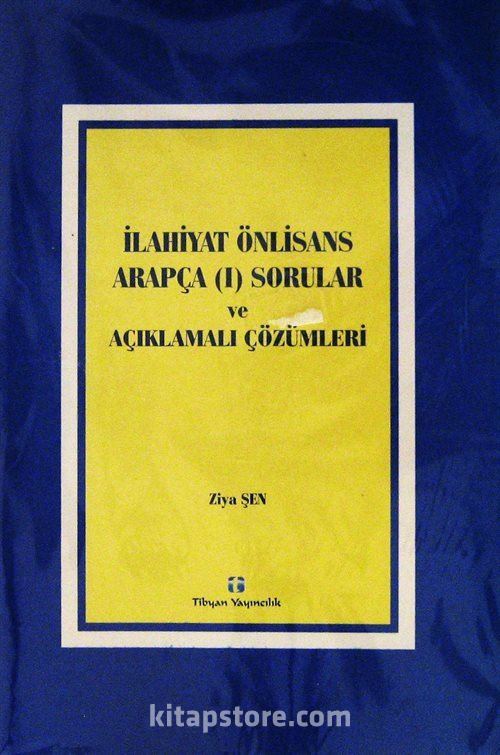 İLAHİYAT ÖNLİSANS
ARAPÇA (I) SORULAR
ve
AÇIKLAMALI ÇÖZÜMLERİ
Ziya ŞEN
Tibyan Yayıncılık
kitapstore.com